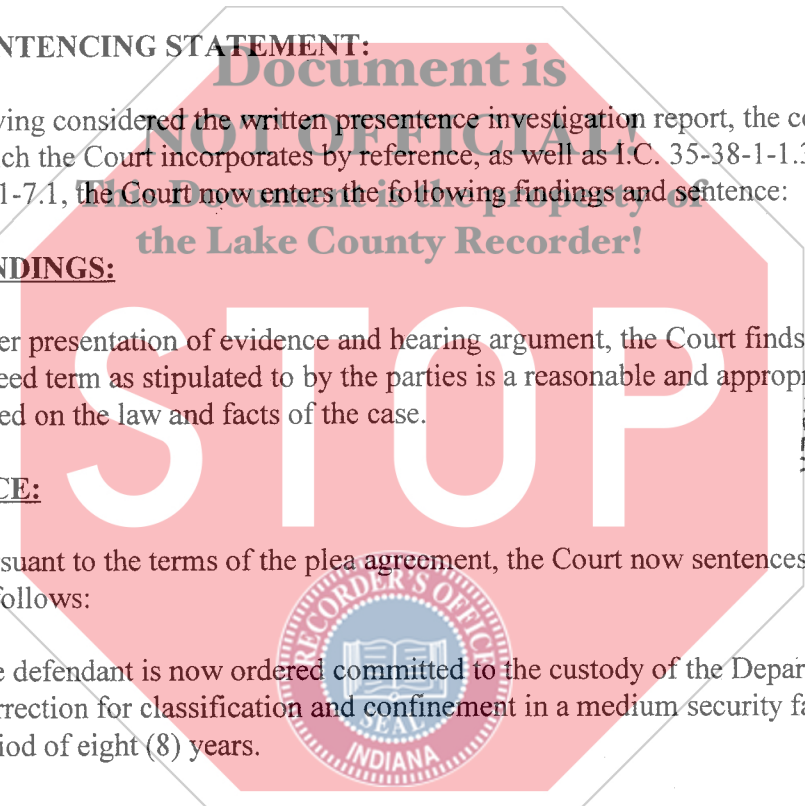 NTENCING STATEMENT:
Document is
ving considered the written presentence investigation report, the co
NOT OFFICIAL!
ch the Court incorporates by reference, as well as I.C. 35-38-1-1.3
1-7.1, the Court now enters the following findings and sentence:
This Document is the property of
the Lake County Recorder!
NDINGS:
er presentation of evidence and hearing argument, the Court finds
eed term as stipulated to by the parties is a reasonable and appropr
ed on the law and facts of the case.
STOP
CE:
suant to the terms of the plea agreement, the Court now sentences
follows:
RECORDER'S OFFICE
e defendant is now ordered committed to the custody of the Depar
rrection for classification and confinement in a medium security fa
SEAL
riod of eight (8) years.
INDIANA